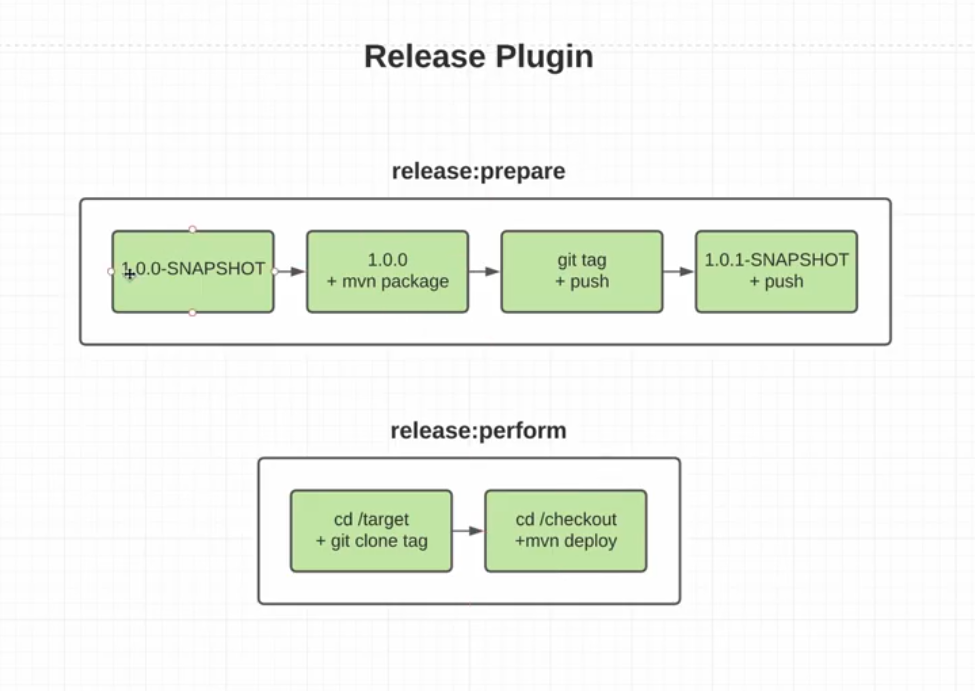 Release Plugin
release:prepare
1.0.0-SNAPSHOT
1.0.0
+ mvn package
git tag
+ push
1.0.1-SNAPSHOT
+ push
release:perform
cd /target
+ git clone tag
cd /checkout
+mvn deploy